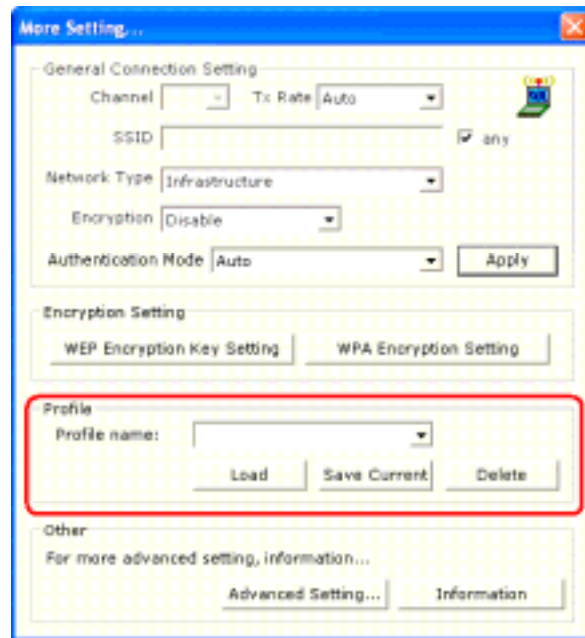 More Setting...
General Connection Setting
Channel Tx Rate Auto
SSID any
Network Type Infrastructure
Encryption Disable
Authentication Mode Auto Apply
Encryption Setting
WEP Encryption Key Setting WPA Encryption Setting
Profile
Profile name:
Load Save Current Delete
Other
For more advanced setting, information...
Advanced Setting... Information